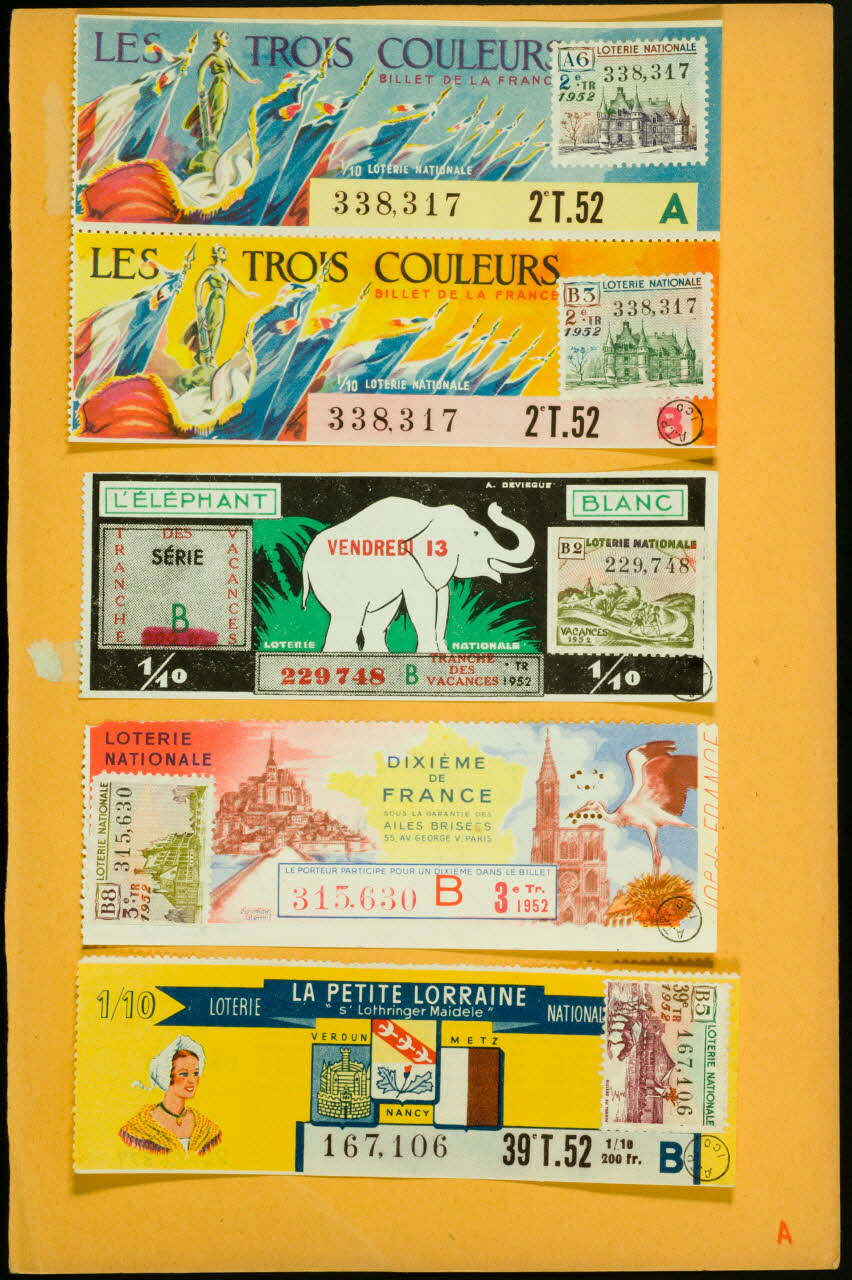 LES TROIS COULEURS
BILLET DE LA FRANC
1/10 LOTERIE NATIONALE
338,317 2e T.52 A
A6 LOTERIE NATIONALE
338,317
2e • TR
1952
LES TROIS COULEURS
BILLET DE LA FRANCE
1/10 LOTERIE NATIONALE
338,317 2e T.52
B3 LOTERIE NATIONALE
338,317
2e • TR
1952
A.T.P. ICO
A. DEVIEGUE
L'ÉLÉPHANT BLANC
TRANCHE DES VACANCES
SÉRIE
B
1/10
VENDREDI 13
LOTERIE NATIONALE
229748 B TRANCHE DES VACANCES • TR 1952
B2 LOTERIE NATIONALE
229,748
VACANCES
1952
1/10
LOTERIE
NATIONALE
LOTERIE NATIONALE
315,630
B8 3e • TR
1952
DIXIÈME
DE
FRANCE
SOUS LA GARANTIE DES
AILES BRISÉES
55, AV. GEORGE V. PARIS
LE PORTEUR PARTICIPE POUR UN DIXIÈME DANS LE BILLET
315.630 B 3e Tr.
1952
1/10 LOTERIE NATIONAL
LA PETITE LORRAINE
"s' Lothringer Maidele"
VERDUN METZ
NANCY
167,106 39e T.52 1/10
200 fr. B
LOTERIE NATIONALE
B5 167,106
39e TR
1952
A